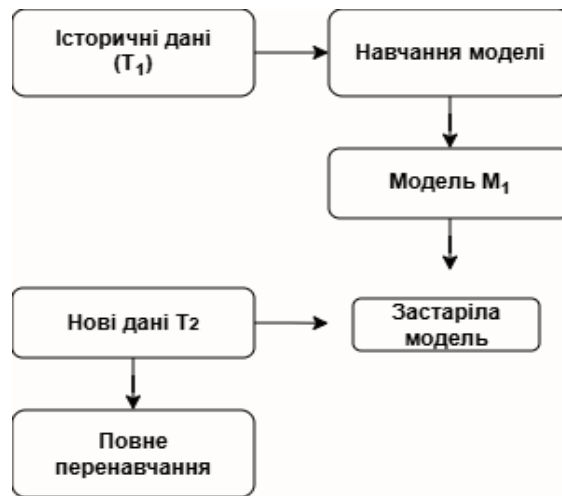 Історичні дані
(T₁)
Навчання моделі
Модель M₁
Нові дані T2
Застаріла
модель
Повне
перенавчання